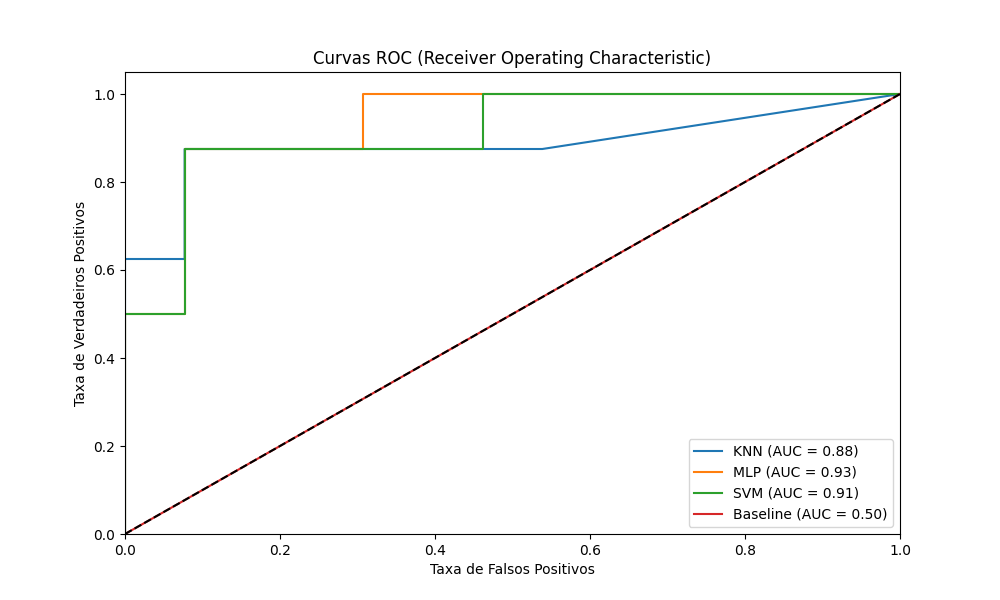 Curvas ROC (Receiver Operating Characteristic)
Taxa de Verdadeiros Positivos
1.0
0.8
0.6
0.4
0.2
0.0
KNN (AUC = 0.88)
MLP (AUC = 0.93)
SVM (AUC = 0.91)
Baseline (AUC = 0.50)
0.0 0.2 0.4 0.6 0.8 1.0
Taxa de Falsos Positivos